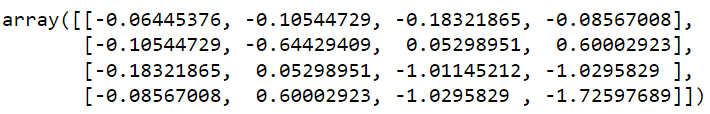 array([[-0.06445376, -0.10544729, -0.18321865, -0.08567008],
       [-0.10544729, -0.64429409,  0.05298951,  0.60002923],
       [-0.18321865,  0.05298951, -1.01145212, -1.0295829 ],
       [-0.08567008,  0.60002923, -1.0295829 , -1.72597689]])